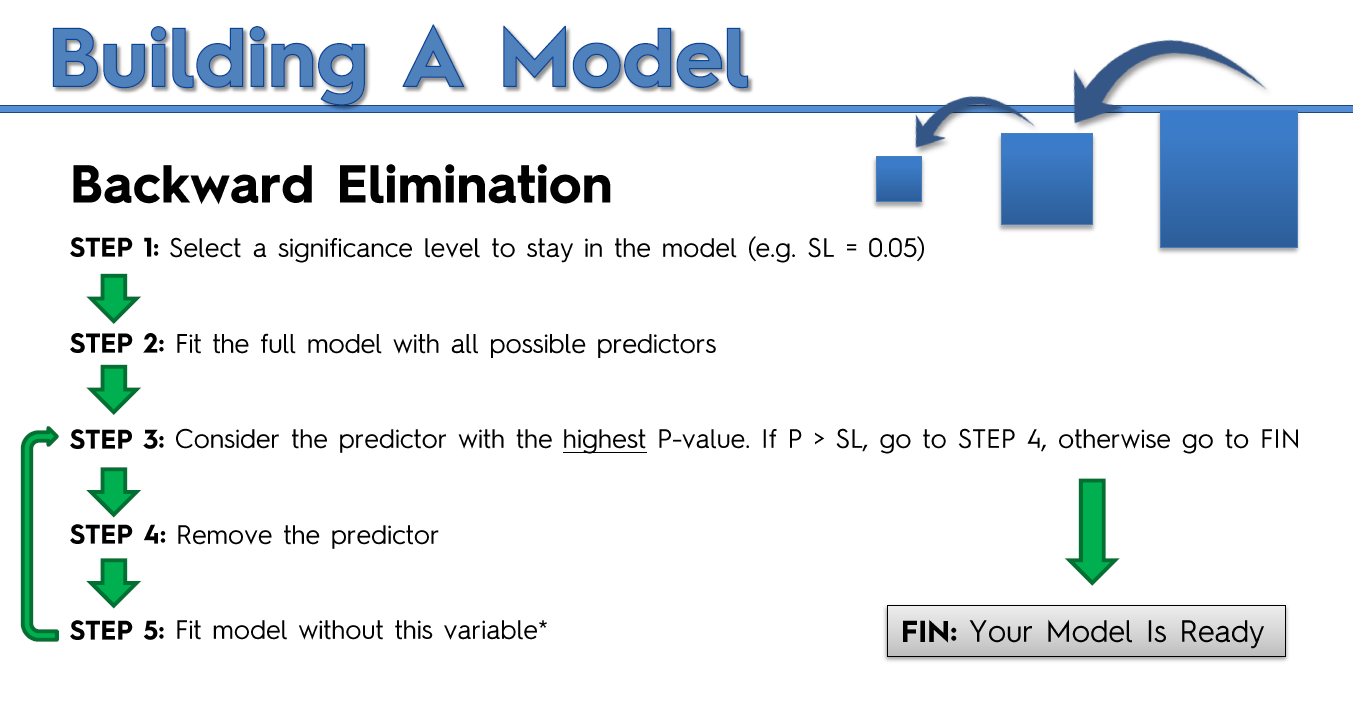 Building A Model
Backward Elimination
STEP 1: Select a significance level to stay in the model (e.g. SL = 0.05)
STEP 2: Fit the full model with all possible predictors
STEP 3: Consider the predictor with the highest P-value. If P > SL, go to STEP 4, otherwise go to FIN
STEP 4: Remove the predictor
STEP 5: Fit model without this variable*
FIN: Your Model Is Ready